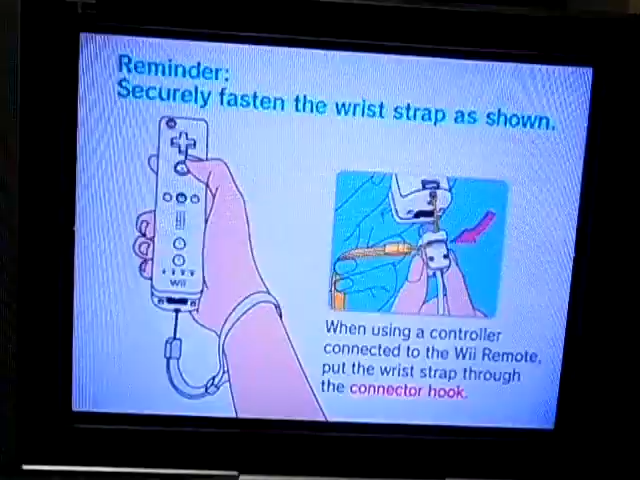 Reminder:
Securely fasten the wrist strap as shown.
Wii
When using a controller
connected to the Wii Remote,
put the wrist strap through
the connector hook.